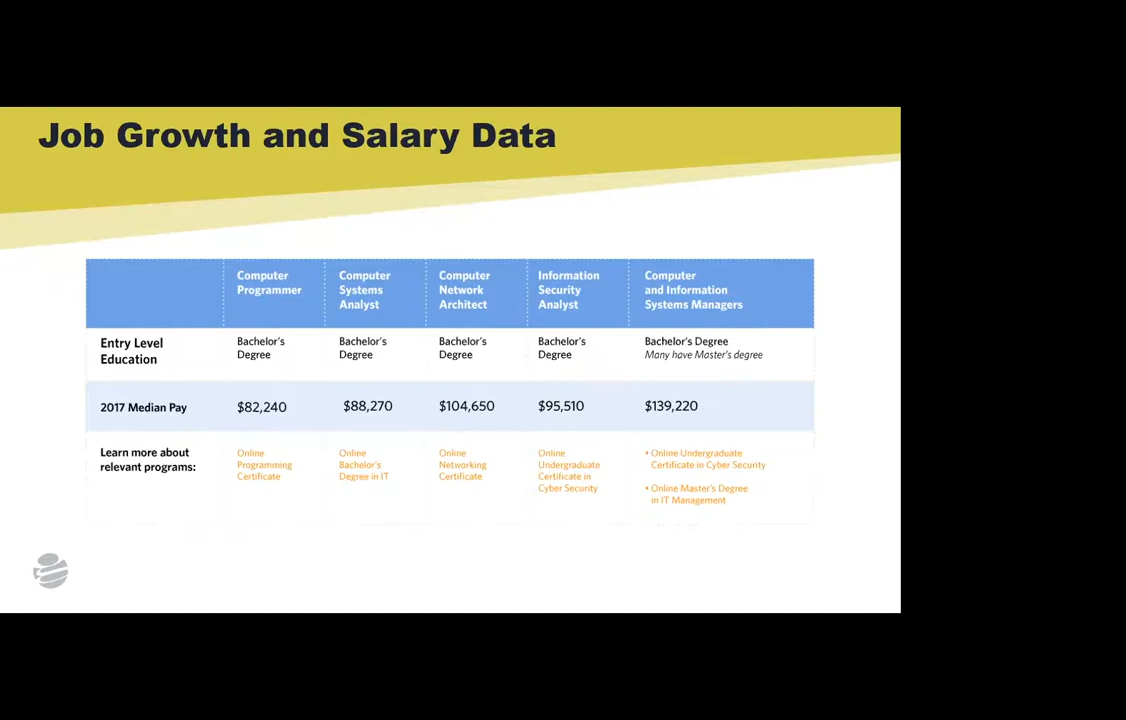 Job Growth and Salary Data
Computer Programmer
Computer Systems Analyst
Computer Network Architect
Information Security Analyst
Computer and Information Systems Managers
Entry Level Education
Bachelor's Degree
Bachelor's Degree
Bachelor's Degree
Bachelor's Degree
Bachelor's Degree
Many have Master's degree
2017 Median Pay
$82,240
$88,270
$104,650
$95,510
$139,220
Learn more about relevant programs:
Online Programming Certificate
Online Bachelor's Degree in IT
Online Networking Certificate
Online Undergraduate Certificate in Cyber Security
• Online Undergraduate Certificate in Cyber Security
• Online Master's Degree in IT Management